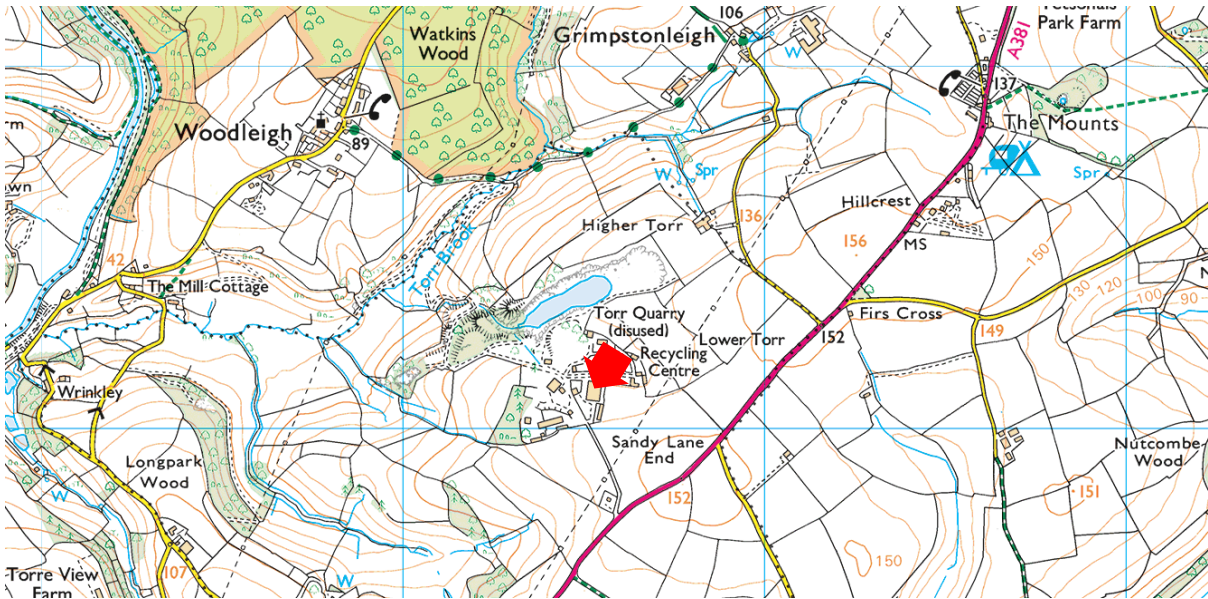 106
Grimpstonleigh
W
Park Farm
A381
Watkins
Wood
137
The Mounts
Woodleigh
89
Spr
W
Spr
Hillcrest
Higher Torr
136
MS
156
150
130
120
100
90
42
Torr Brook
The Mill Cottage
Torr Quarry
(disused)
Firs Cross
149
Lower Torr
152
Recycling
Centre
Wrinkley
Sandy Lane
End
Nutcombe
Wood
Longpark
Wood
W
152
151
150
107
W
Torre View
Farm